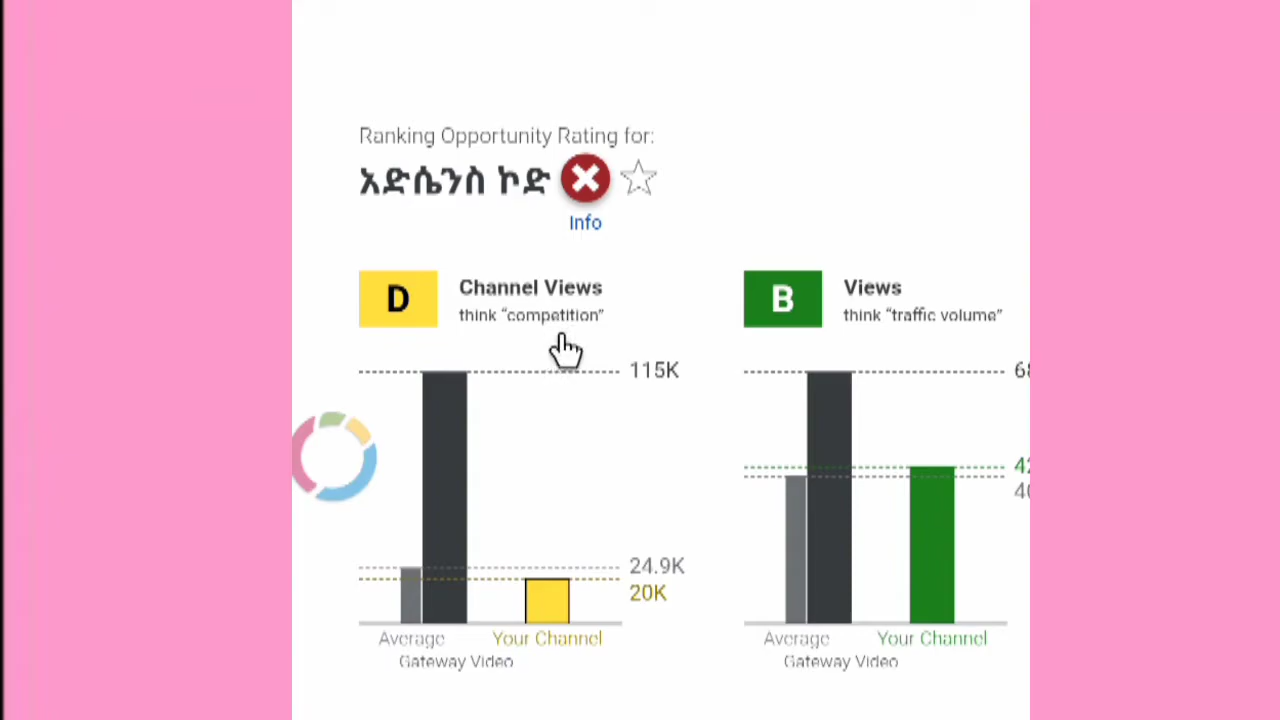 Ranking Opportunity Rating for:
አድሴንስ ኮድ
Info
D
Channel Views
think "competition"
115K
24.9K
20K
Average
Your Channel
Gateway Video
B
Views
think "traffic volume"
Average
Your Channel
Gateway Video